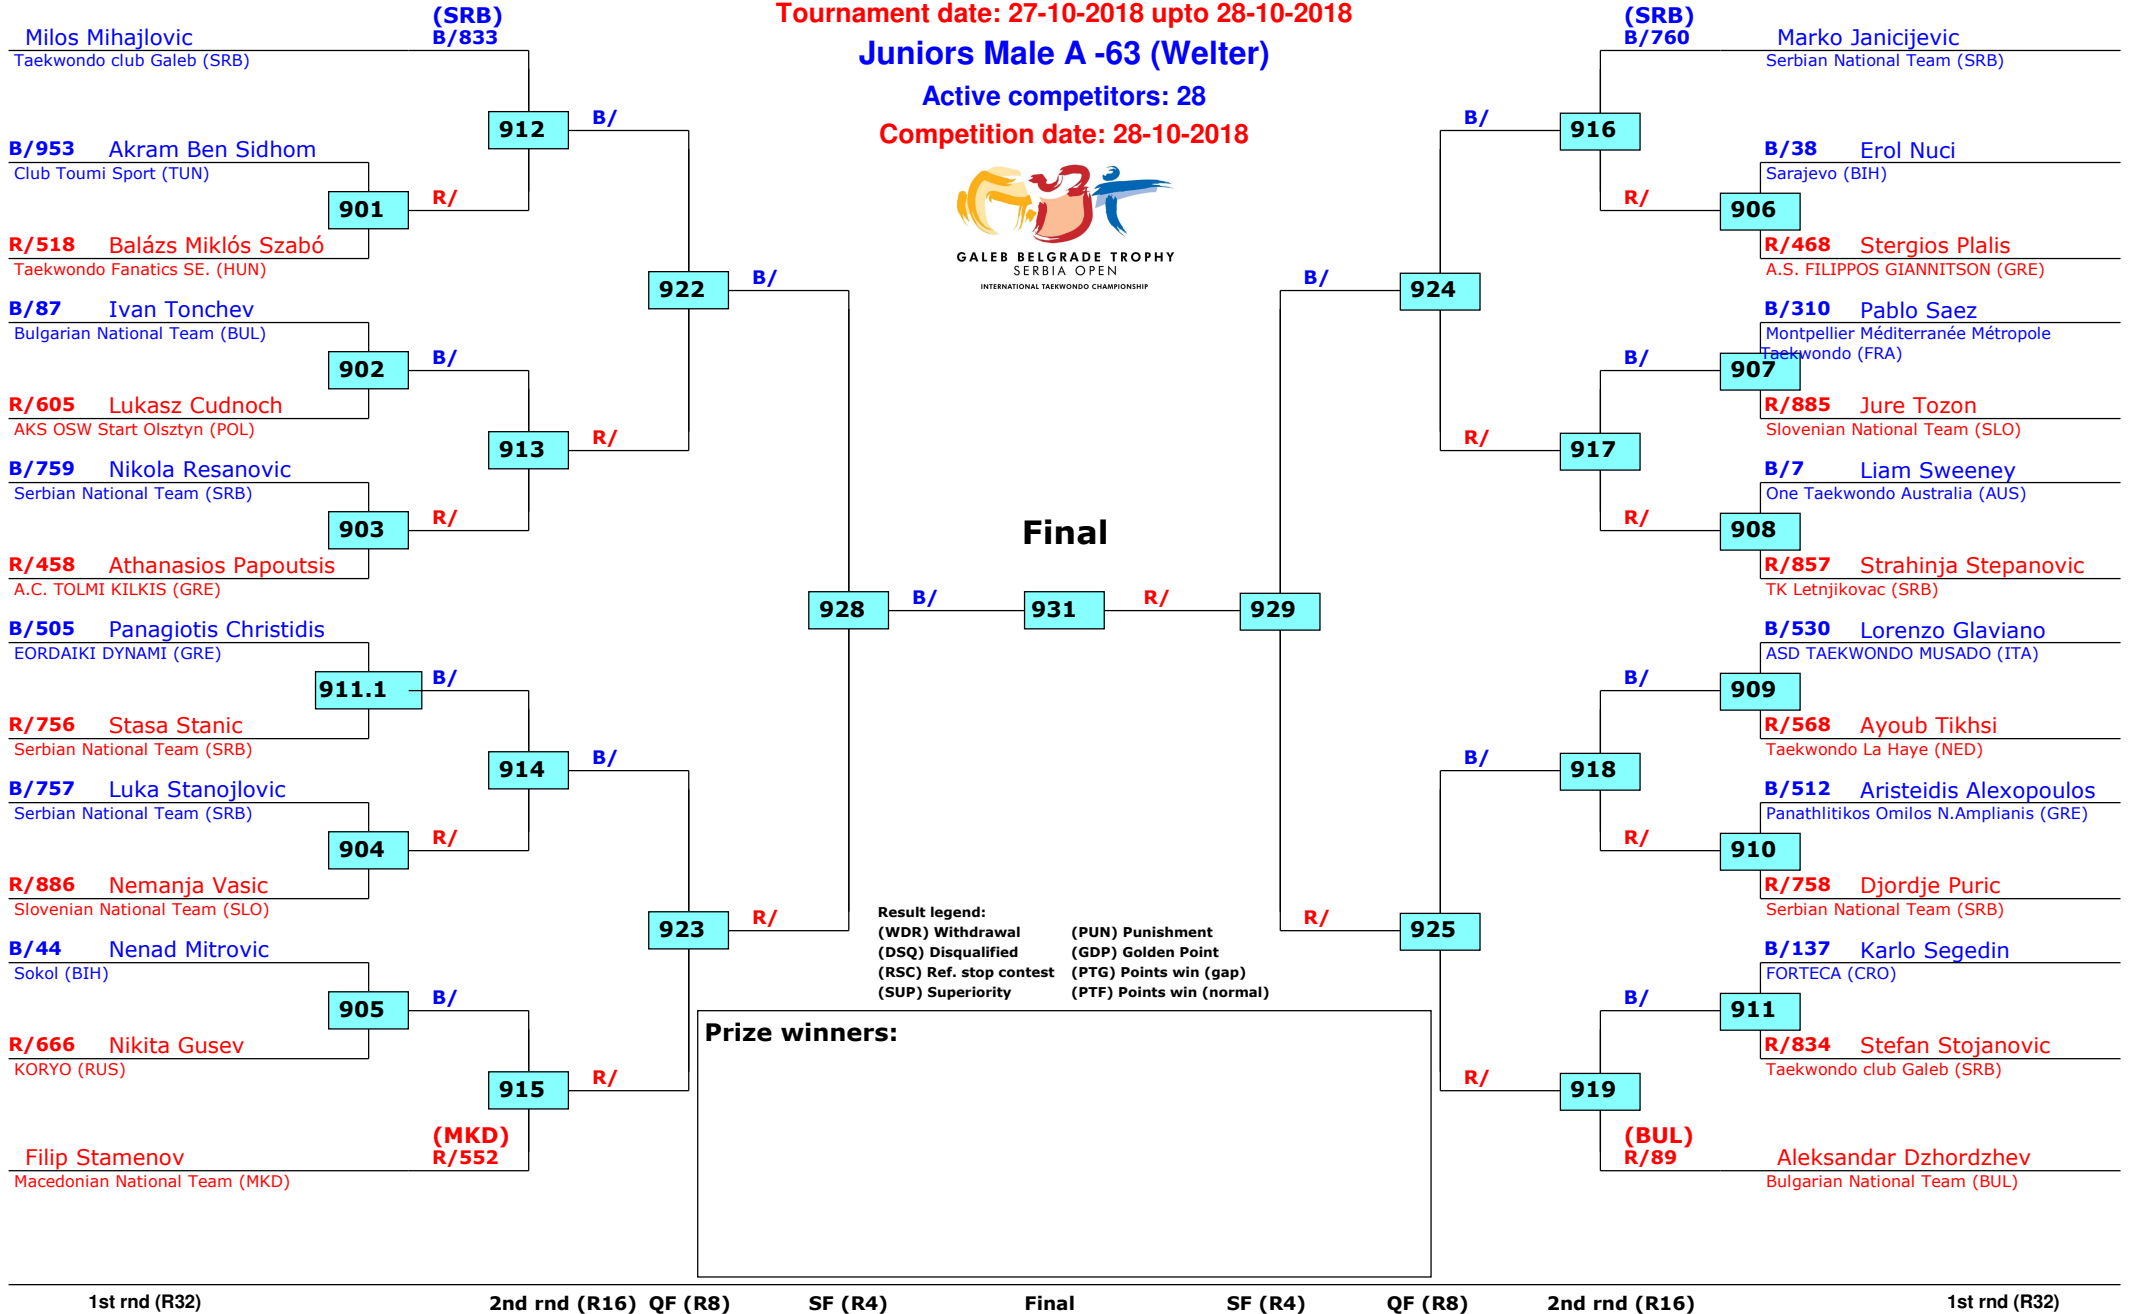 Tournament date: 27-10-2018 upto 28-10-2018
Juniors Male A -63 (Welter)
Active competitors: 28
Competition date: 28-10-2018
GALEB BELGRADE TROPHY
SERBIA OPEN
INTERNATIONAL TAEKWONDO CHAMPIONSHIP
(SRB)
Milos Mihajlovic B/833
Taekwondo club Galeb (SRB)
912
B/
B/953 Akram Ben Sidhom
Club Toumi Sport (TUN)
901
R/
R/518 Balázs Miklós Szabó
Taekwondo Fanatics SE. (HUN)
922
B/
B/87 Ivan Tonchev
Bulgarian National Team (BUL)
902
B/
R/605 Lukasz Cudnoch
AKS OSW Start Olsztyn (POL)
913
R/
B/759 Nikola Resanovic
Serbian National Team (SRB)
903
R/
R/458 Athanasios Papoutsis
A.C. TOLMI KILKIS (GRE)
928
B/
B/505 Panagiotis Christidis
EORDAIKI DYNAMI (GRE)
911.1
B/
R/756 Stasa Stanic
Serbian National Team (SRB)
914
B/
B/757 Luka Stanojlovic
Serbian National Team (SRB)
904
R/
R/886 Nemanja Vasic
Slovenian National Team (SLO)
923
R/
B/44 Nenad Mitrovic
Sokol (BIH)
905
B/
R/666 Nikita Gusev
KORYO (RUS)
915
R/
(MKD)
Filip Stamenov R/552
Macedonian National Team (MKD)
Final
931
R/
929
(SRB)
B/760 Marko Janicijevic
Serbian National Team (SRB)
B/
916
B/38 Erol Nuci
Sarajevo (BIH)
R/
906
R/468 Stergios Plalis
A.S. FILIPPOS GIANNITSON (GRE)
B/
924
B/310 Pablo Saez
Montpellier Méditerranée Métropole
Taekwondo (FRA)
B/
907
R/885 Jure Tozon
Slovenian National Team (SLO)
R/
917
B/7 Liam Sweeney
One Taekwondo Australia (AUS)
R/
908
R/857 Strahinja Stepanovic
TK Letnjikovac (SRB)
B/530 Lorenzo Glaviano
ASD TAEKWONDO MUSADO (ITA)
B/
909
R/568 Ayoub Tikhsi
Taekwondo La Haye (NED)
B/
918
B/512 Aristeidis Alexopoulos
Panathlitikos Omilos N.Amplianis (GRE)
R/
910
R/758 Djordje Puric
Serbian National Team (SRB)
R/
925
B/137 Karlo Segedin
FORTECA (CRO)
B/
911
R/834 Stefan Stojanovic
Taekwondo club Galeb (SRB)
R/
919
(BUL)
R/89 Aleksandar Dzhordzhev
Bulgarian National Team (BUL)
Result legend:
(WDR) Withdrawal (PUN) Punishment
(DSQ) Disqualified (GDP) Golden Point
(RSC) Ref. stop contest (PTG) Points win (gap)
(SUP) Superiority (PTF) Points win (normal)
Prize winners:
1st rnd (R32) 2nd rnd (R16) QF (R8) SF (R4) Final SF (R4) QF (R8) 2nd rnd (R16) 1st rnd (R32)